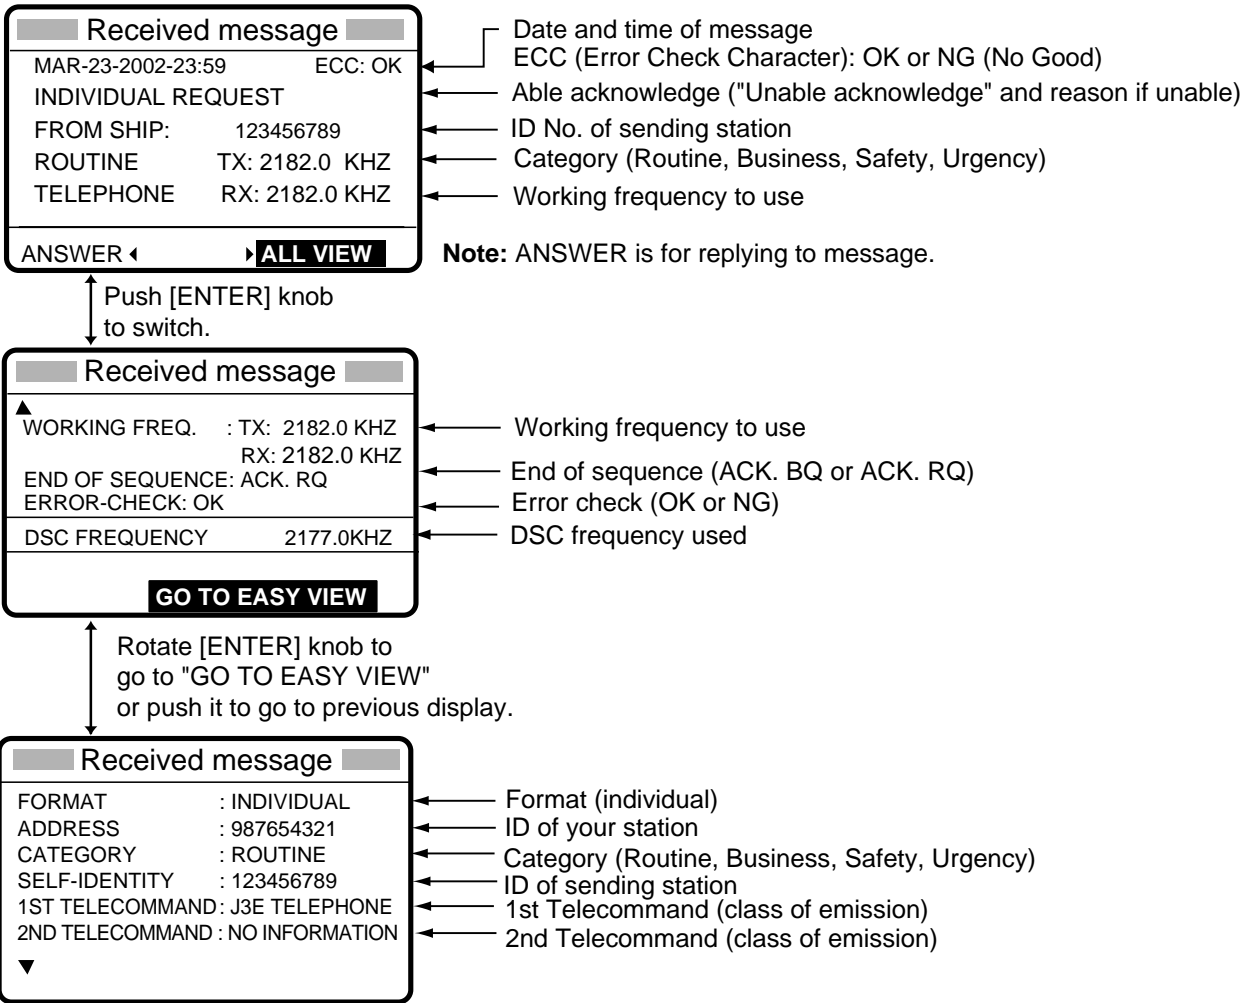 Received message
MAR-23-2002-23:59 ECC: OK
INDIVIDUAL REQUEST
FROM SHIP: 123456789
ROUTINE TX: 2182.0 KHZ
TELEPHONE RX: 2182.0 KHZ
ANSWER ◀ ▶ ALL VIEW
Date and time of message
ECC (Error Check Character): OK or NG (No Good)
Able acknowledge ("Unable acknowledge" and reason if unable)
ID No. of sending station
Category (Routine, Business, Safety, Urgency)
Working frequency to use
Note: ANSWER is for replying to message.
Push [ENTER] knob
to switch.
Received message
▲
WORKING FREQ. : TX: 2182.0 KHZ
RX: 2182.0 KHZ
END OF SEQUENCE: ACK. RQ
ERROR-CHECK: OK
DSC FREQUENCY 2177.0KHZ
GO TO EASY VIEW
Working frequency to use
End of sequence (ACK. BQ or ACK. RQ)
Error check (OK or NG)
DSC frequency used
Rotate [ENTER] knob to
go to "GO TO EASY VIEW"
or push it to go to previous display.
Received message
FORMAT : INDIVIDUAL
ADDRESS : 987654321
CATEGORY : ROUTINE
SELF-IDENTITY : 123456789
1ST TELECOMMAND : J3E TELEPHONE
2ND TELECOMMAND : NO INFORMATION
▼
Format (individual)
ID of your station
Category (Routine, Business, Safety, Urgency)
ID of sending station
1st Telecommand (class of emission)
2nd Telecommand (class of emission)